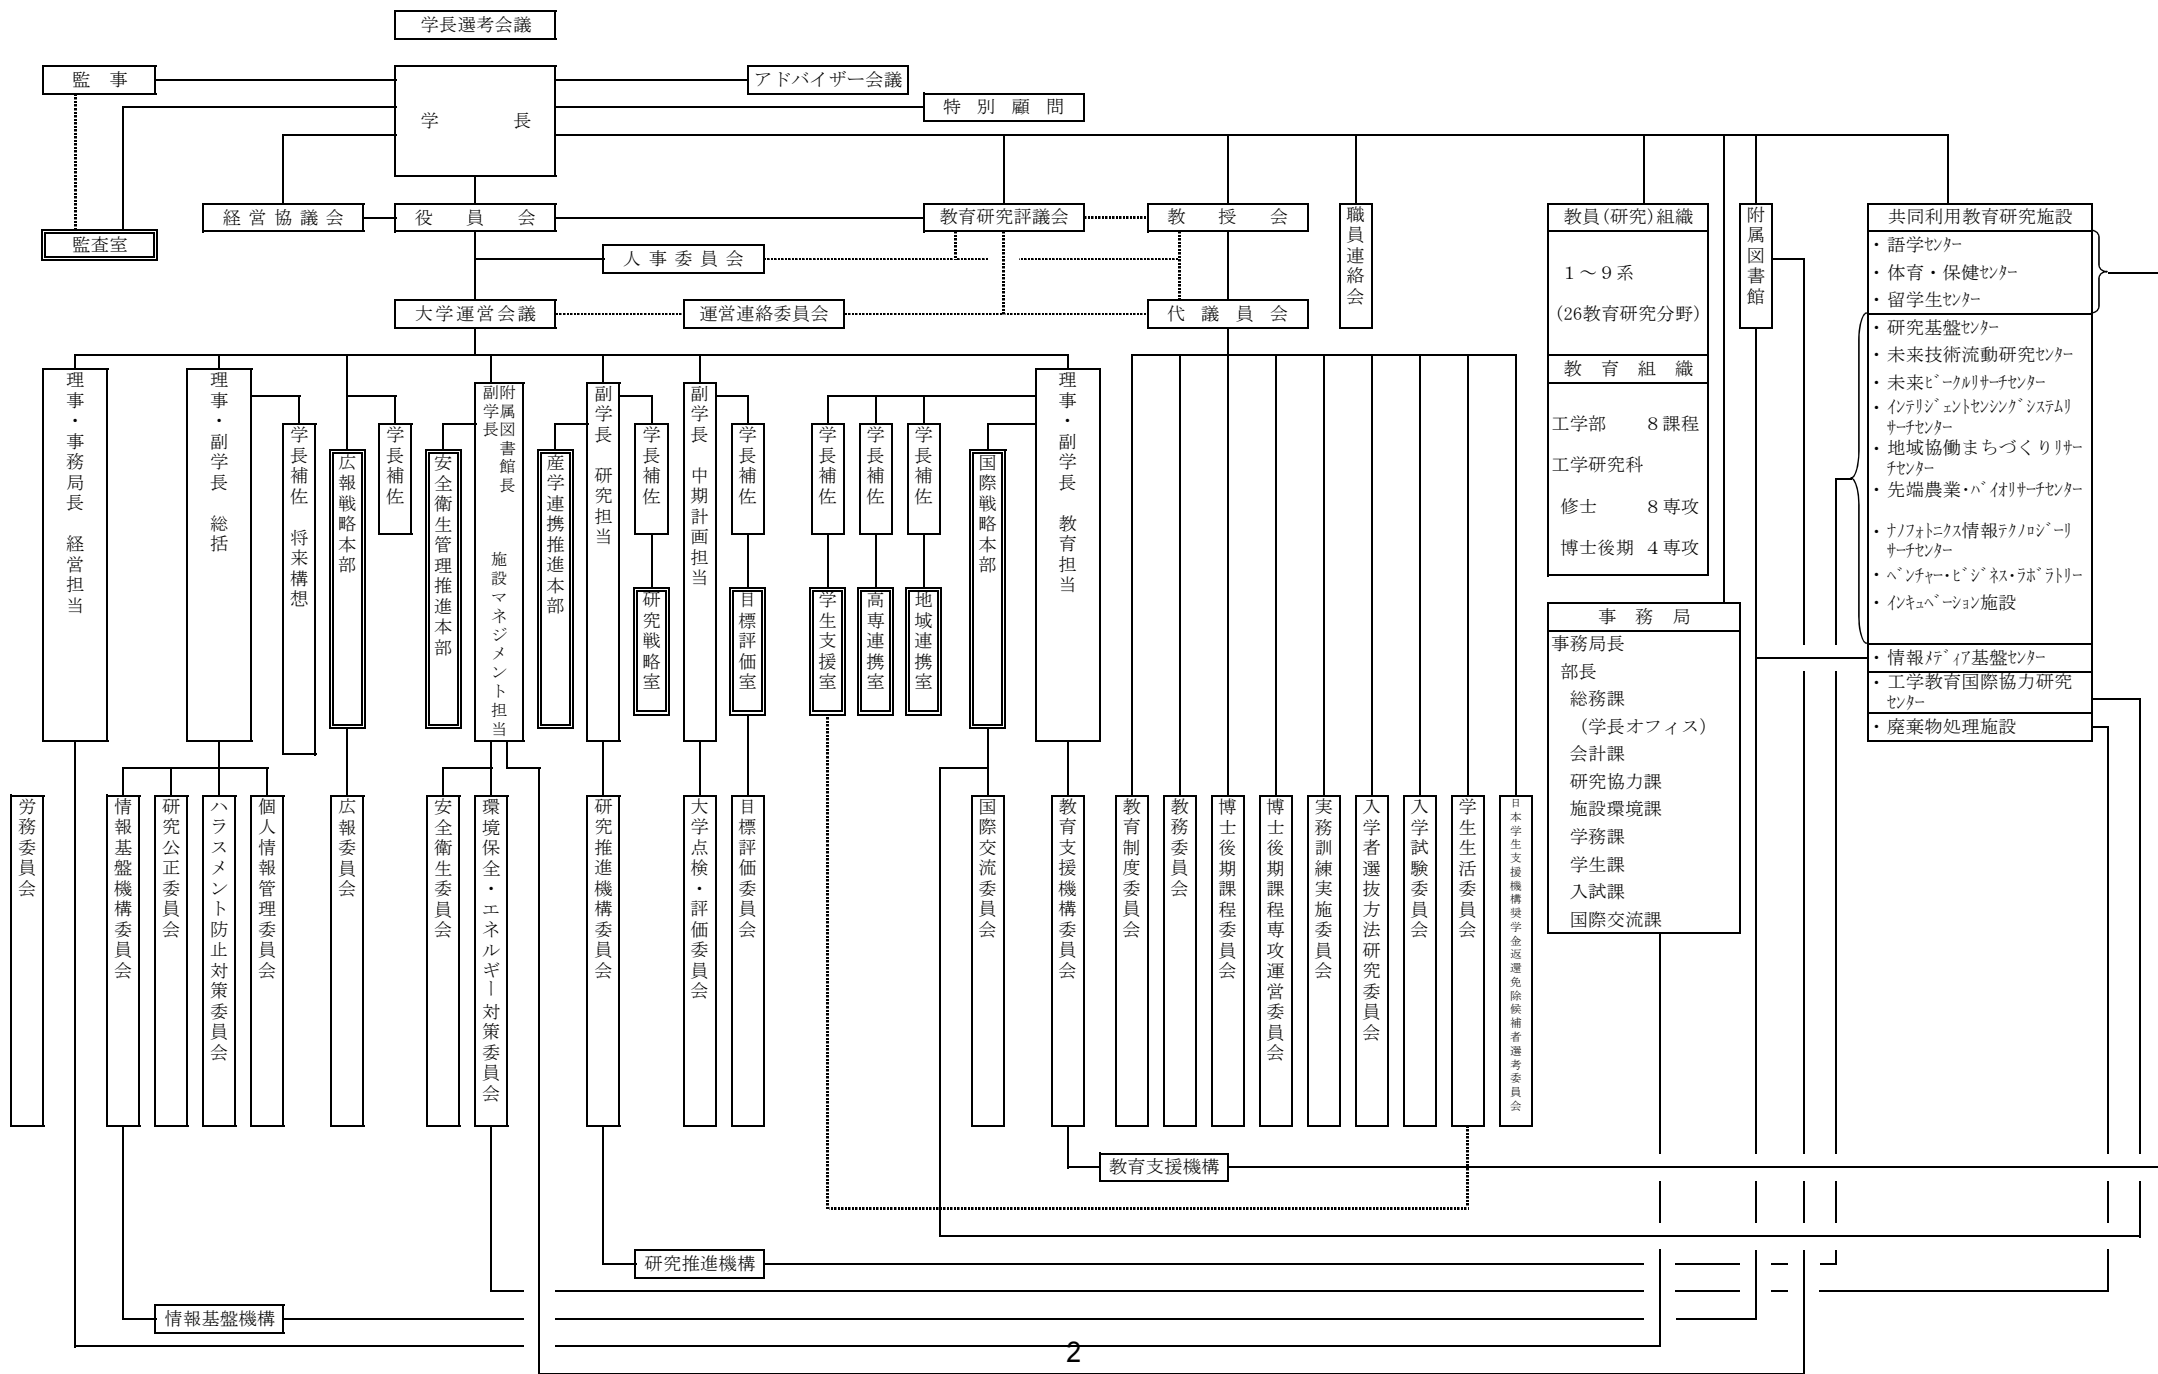 学長選考会議
監　事
学　　長
アドバイザー会議
特 別 顧 問
経営協議会
役 員 会
教育研究評議会
教 授 会
職員連絡会
監査室
人事委員会
大学運営会議
運営連絡委員会
代議員会
教員(研究)組織
１～９系
(26教育研究分野)
教 育 組 織
工学部　８課程
工学研究科
修士　８専攻
博士後期 ４専攻
附属図書館
共同利用教育研究施設
・語学ｾﾝﾀｰ
・体育・保健ｾﾝﾀｰ
・留学生ｾﾝﾀｰ
・研究基盤ｾﾝﾀｰ
・未来技術流動研究ｾﾝﾀｰ
・未来ﾋﾞｰｸﾙﾘｻｰﾁｾﾝﾀｰ
・ｲﾝﾃﾘｼﾞｪﾝﾄｾﾝｼﾝｸﾞｼｽﾃﾑﾘ
ｻｰﾁｾﾝﾀｰ
・地域協働まちづくりﾘｻｰ
ﾁｾﾝﾀｰ
・先端農業・ﾊﾞｲｵﾘｻｰﾁｾﾝﾀｰ
・ﾅﾉﾌｫﾄﾆｸｽ情報ﾃｸﾉﾛｼﾞｰﾘ
ｻｰﾁｾﾝﾀｰ
・ﾍﾞﾝﾁｬｰ・ﾋﾞｼﾞﾈｽ・ﾗﾎﾞﾗﾄﾘｰ
・ｲﾝｷｭﾍﾞｰｼｮﾝ施設
・情報ﾒﾃﾞｨｱ基盤ｾﾝﾀｰ
・工学教育国際協力研究
ｾﾝﾀｰ
・廃棄物処理施設
理事・事務局長　経営担当
理事・副学長　総括
学長補佐　将来構想
広報戦略本部
学長補佐
安全衛生管理推進本部
附属図書館長
副学長
施設マネジメント担当
産学連携推進本部
副学長　研究担当
学長補佐
研究戦略室
副学長　中期計画担当
学長補佐
目標評価室
学長補佐
学生支援室
学長補佐
高専連携室
学長補佐
地域連携室
国際戦略本部
理事・副学長　教育担当
事 務 局
事務局長
部長
総務課
（学長オフィス）
会計課
研究協力課
施設環境課
学務課
学生課
入試課
国際交流課
労務委員会
情報基盤機構委員会
研究公正委員会
ハラスメント防止対策委員会
個人情報管理委員会
広報委員会
安全衛生委員会
環境保全・エネルギー対策委員会
研究推進機構委員会
大学点検・評価委員会
目標評価委員会
国際交流委員会
教育支援機構委員会
教育制度委員会
教務委員会
博士後期課程委員会
博士後期課程専攻運営委員会
実務訓練実施委員会
入学者選抜方法研究委員会
入学試験委員会
学生生活委員会
日本学生支援機構奨学金返還免除候補者選考委員会
教育支援機構
研究推進機構
情報基盤機構
2